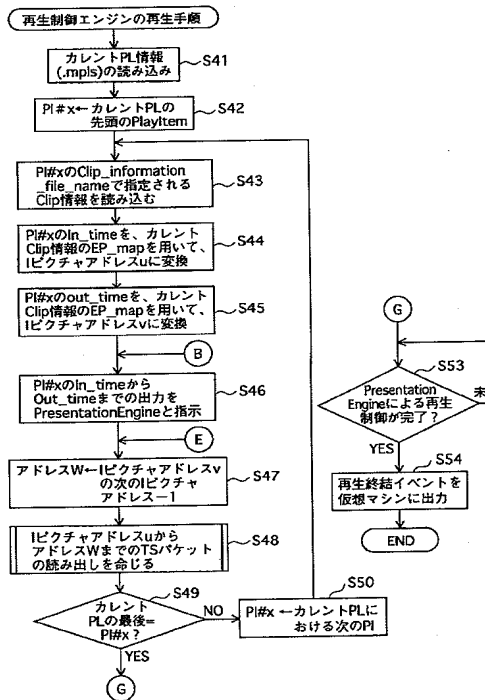 再生制御エンジンの再生手順
カレントPL情報
(.mpls)の読み込み
S41
PI#x←カレントPLの
先頭のPlayItem
S42
PI#xのClip_information
_file_nameで指定される
Clip情報を読み込む
S43
PI#xのIn_timeを、カレント
Clip情報のEP_mapを用いて、
Iピクチャアドレスuに変換
S44
PI#xのout_timeを、カレント
Clip情報のEP_mapを用いて、
Iピクチャアドレスvに変換
S45
B
PI#xのIn_timeから
Out_timeまでの出力を
PresentationEngineと指示
S46
E
アドレスW←Iピクチャアドレスv
の次のIピクチャ
アドレスー1
S47
Iピクチャアドレスuから
アドレスWまでのTSパケット
の読み出しを命じる
S48
カレント
PLの最後=
PI#x?
S49
NO
YES
G
PI#x ←カレントPLに
おける次のPI
S50
G
Presentation
Engineによる再生
制御が完了?
S53
未
YES
再生終結イベントを
仮想マシンに出力
S54
END